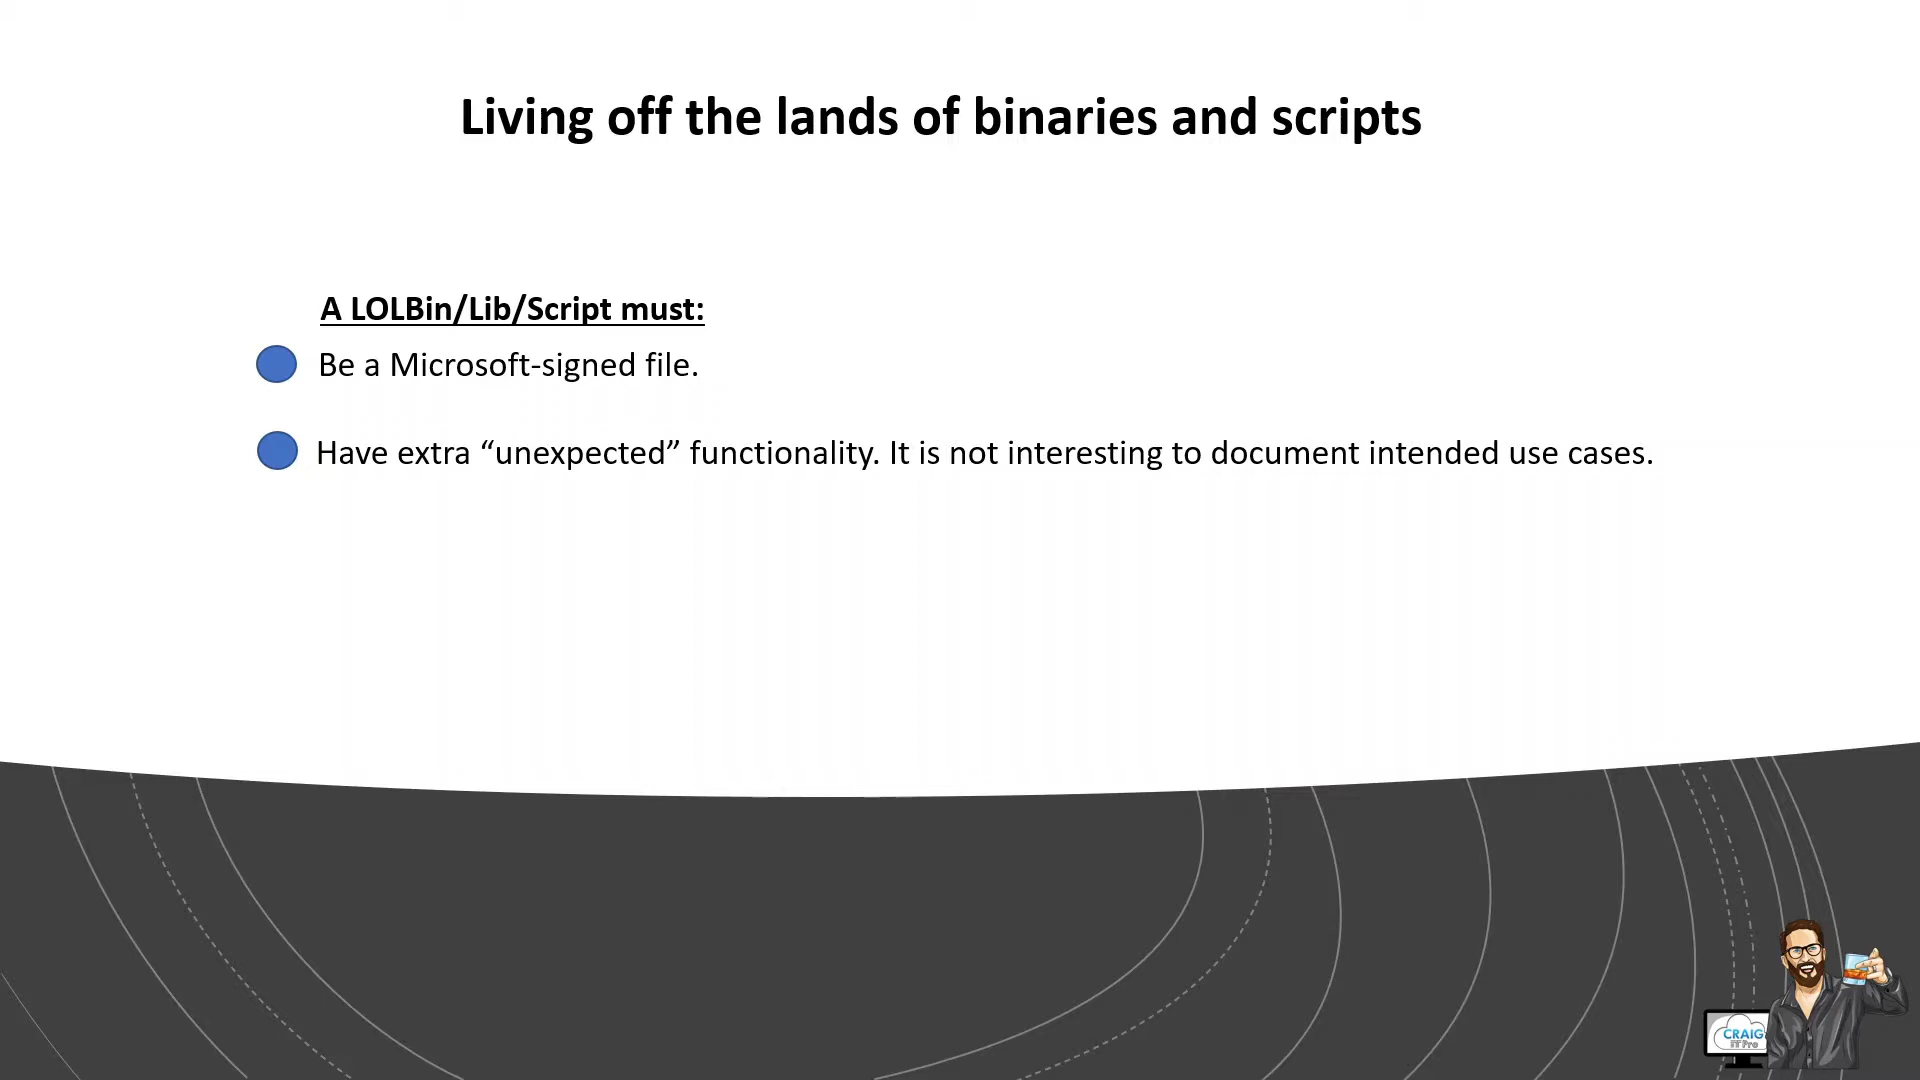 Living off the lands of binaries and scripts
A LOLBin/Lib/Script must:
Be a Microsoft-signed file.
Have extra “unexpected” functionality. It is not interesting to document intended use cases.
CRAIG
IT Pro